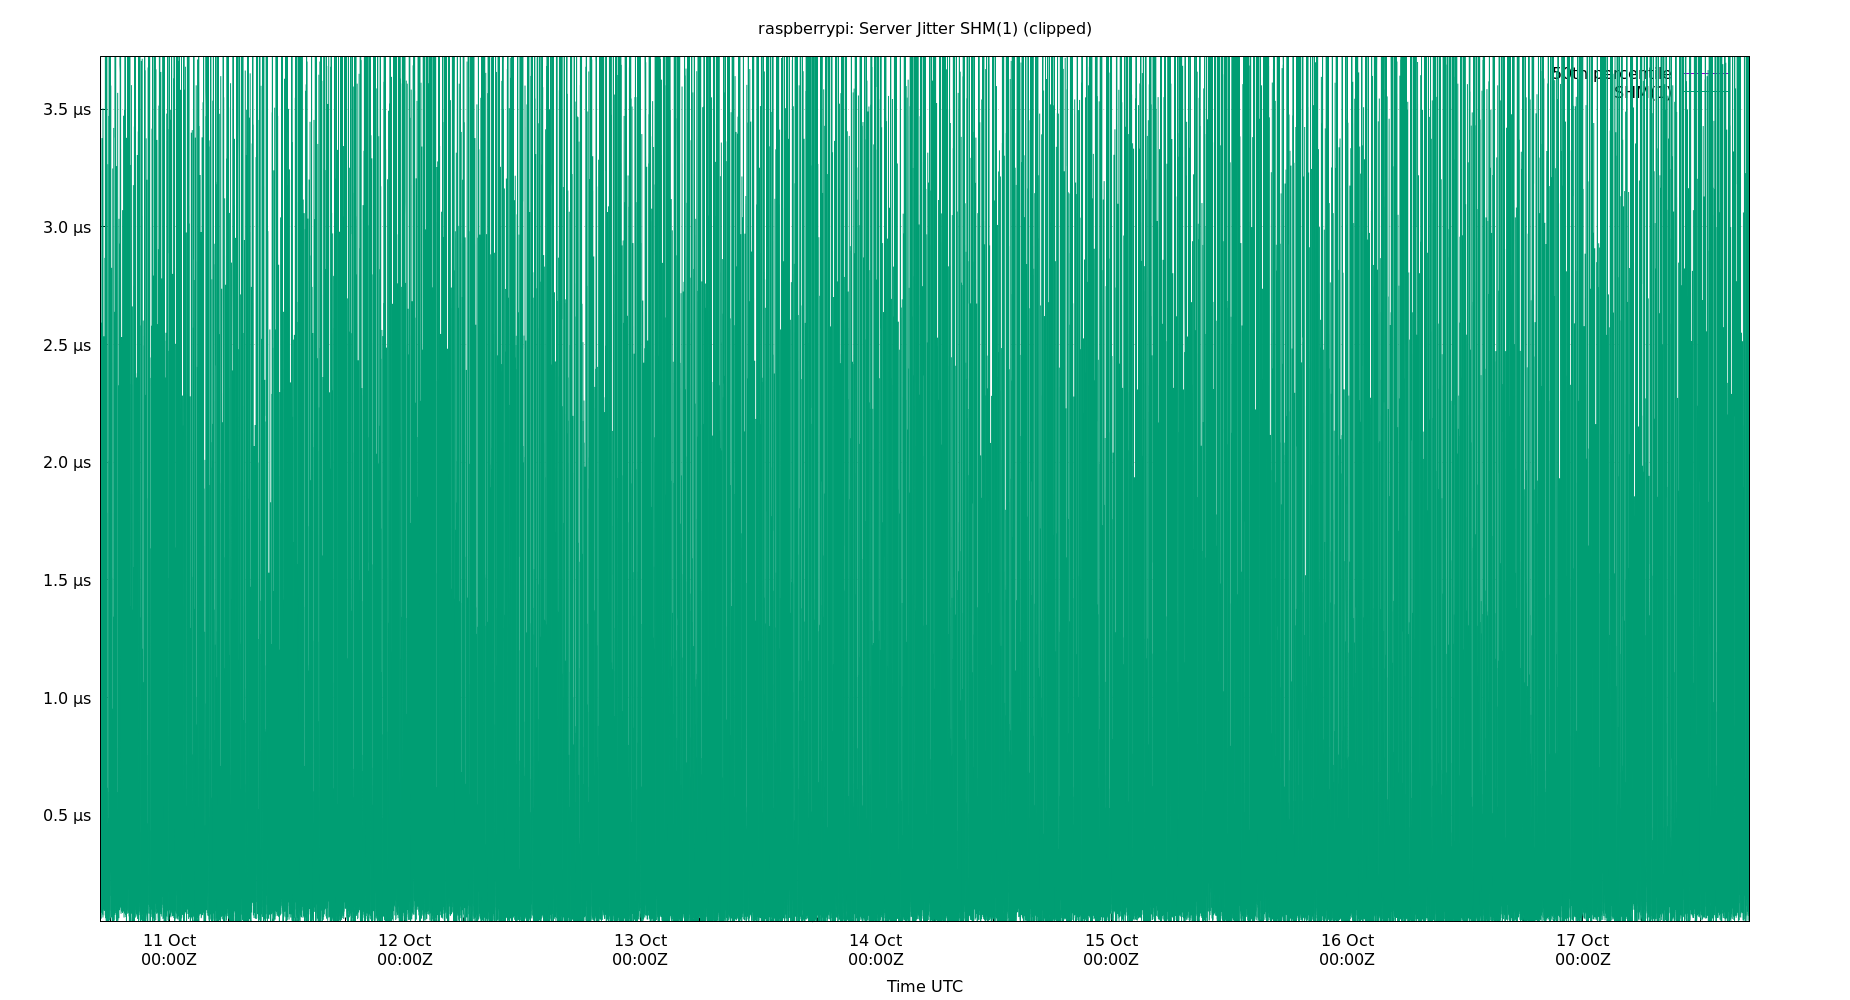 raspberrypi: Server Jitter SHM(1) (clipped)
50th percentile
SHM(1)
3.5 µs
3.0 µs
2.5 µs
2.0 µs
1.5 µs
1.0 µs
0.5 µs
11 Oct 12 Oct 13 Oct 14 Oct 15 Oct 16 Oct 17 Oct
00:00Z 00:00Z 00:00Z 00:00Z 00:00Z 00:00Z 00:00Z
Time UTC